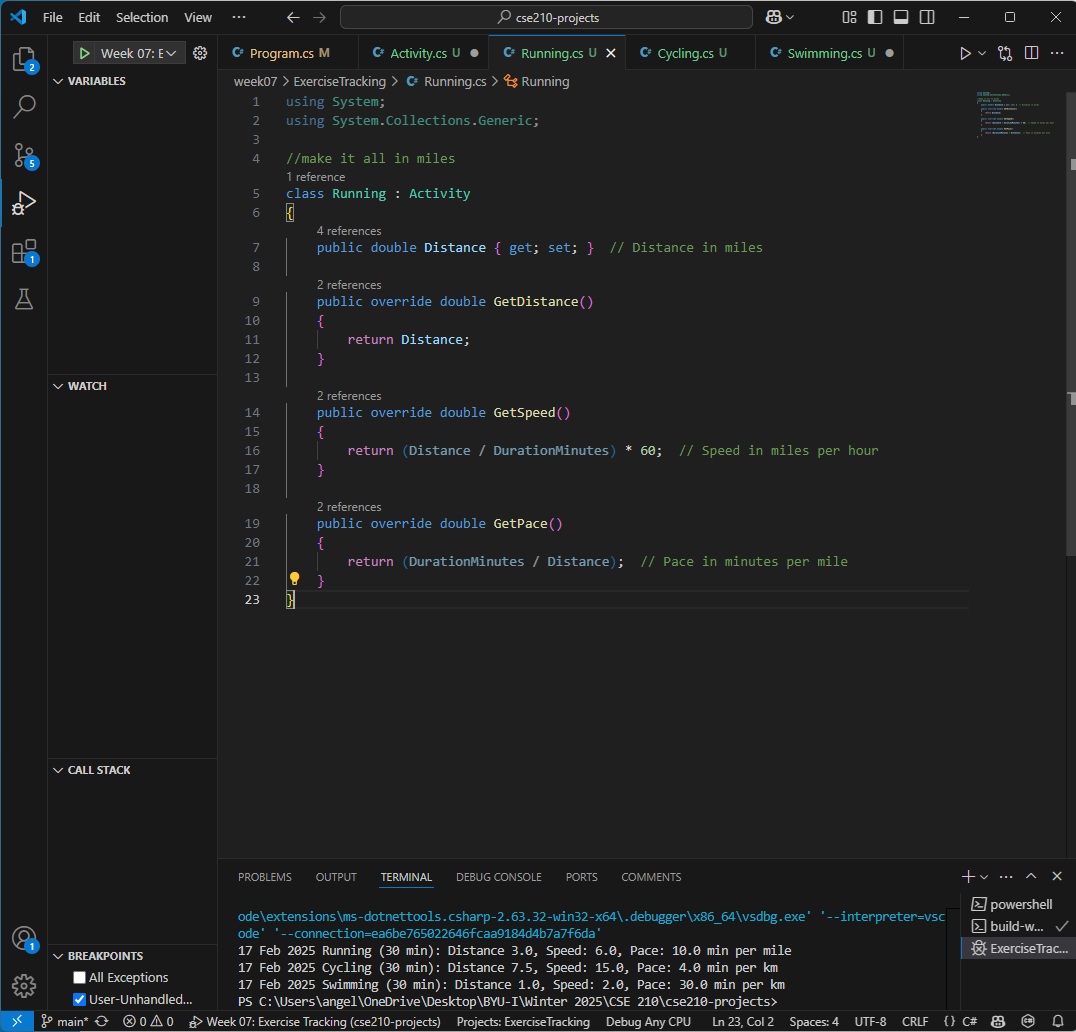 File Edit Selection View ··· cse210-projects
Week 07: E Program.cs M Activity.cs U Running.cs U Cycling.cs U Swimming.cs U
VARIABLES
week07 > ExerciseTracking > Running.cs > Running
1 using System;
2 using System.Collections.Generic;
3
4 //make it all in miles
1 reference
5 class Running : Activity
6 {
4 references
7 public double Distance { get; set; } // Distance in miles
8
2 references
9 public override double GetDistance()
10 {
11 return Distance;
12 }
13
2 references
14 public override double GetSpeed()
15 {
16 return (Distance / DurationMinutes) * 60; // Speed in miles per hour
17 }
18
2 references
19 public override double GetPace()
20 {
21 return (DurationMinutes / Distance); // Pace in minutes per mile
22 }
23 }
2
5
1
1
WATCH
CALL STACK
BREAKPOINTS
All Exceptions
User-Unhandled...
PROBLEMS OUTPUT TERMINAL DEBUG CONSOLE PORTS COMMENTS
ode\extensions\ms-dotnettools.csharp-2.63.32-win32-x64\.debugger\x86_64\vsdbg.exe' '--interpreter=vsc
ode' '--connection=ea6be765022646fcaa9184d4b7a7f6da'
17 Feb 2025 Running (30 min): Distance 3.0, Speed: 6.0, Pace: 10.0 min per mile
17 Feb 2025 Cycling (30 min): Distance 7.5, Speed: 15.0, Pace: 4.0 min per km
17 Feb 2025 Swimming (30 min): Distance 1.0, Speed: 2.0, Pace: 30.0 min per km
PS C:\Users\angel\OneDrive\Desktop\BYU-I\Winter 2025\CSE 210\cse210-projects>
powershell
build-w...
ExerciseTrac...
main* 0 0 Week 07: Exercise Tracking (cse210-projects) Projects: ExerciseTracking Debug Any CPU Ln 23, Col 2 Spaces: 4 UTF-8 CRLF {} C#